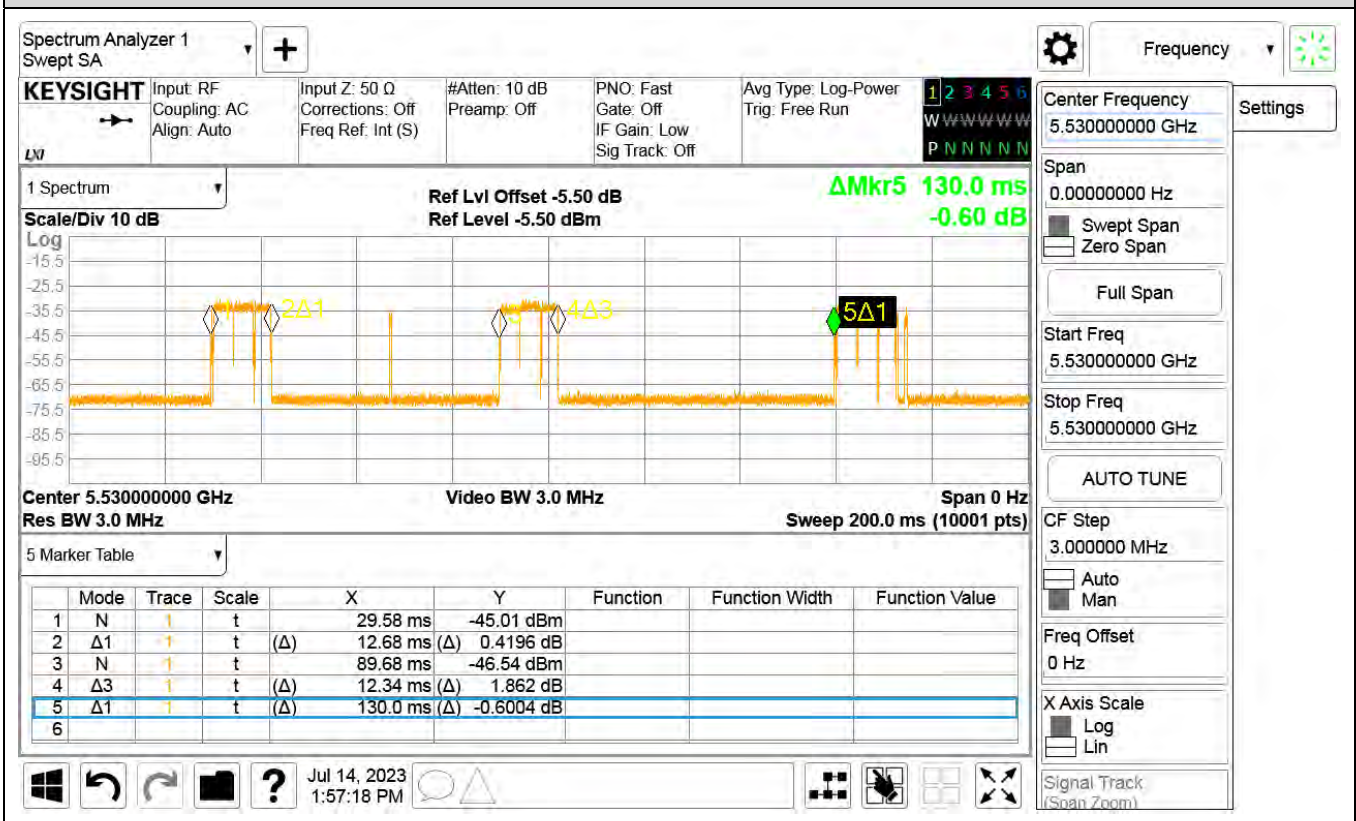 Spectrum Analyzer 1
Swept SA
+
Frequency
KEYSIGHT
LXI
Input: RF
Coupling: AC
Align: Auto
Input Z: 50 Ω
Corrections: Off
Freq Ref: Int (S)
#Atten: 10 dB
Preamp: Off
PNO: Fast
Gate: Off
IF Gain: Low
Sig Track: Off
Avg Type: Log-Power
Trig: Free Run
1 2 3 4 5 6
W W W W W W
P N N N N N
Center Frequency
5.530000000 GHz
Settings
Span
0.00000000 Hz
Swept Span
Zero Span
Full Span
Start Freq
5.530000000 GHz
Stop Freq
5.530000000 GHz
AUTO TUNE
CF Step
3.000000 MHz
Auto
Man
Freq Offset
0 Hz
X Axis Scale
Log
Lin
Signal Track
(Span Zoom)
1 Spectrum
Scale/Div 10 dB
Ref Lvl Offset -5.50 dB
Ref Level -5.50 dBm
ΔMkr5 130.0 ms
-0.60 dB
Log
-15.5
-25.5
-35.5
-45.5
-55.5
-65.5
-75.5
-85.5
-95.5
2Δ1
4Δ3
5Δ1
Center 5.530000000 GHz
Video BW 3.0 MHz
Span 0 Hz
Res BW 3.0 MHz
Sweep 200.0 ms (10001 pts)
5 Marker Table
Mode Trace Scale X Y Function Function Width Function Value
1 N 1 t 29.58 ms -45.01 dBm
2 Δ1 1 t (Δ) 12.68 ms (Δ) 0.4196 dB
3 N 1 t 89.68 ms -46.54 dBm
4 Δ3 1 t (Δ) 12.34 ms (Δ) 1.862 dB
5 Δ1 1 t (Δ) 130.0 ms (Δ) -0.6004 dB
6
?
Jul 14, 2023
1:57:18 PM